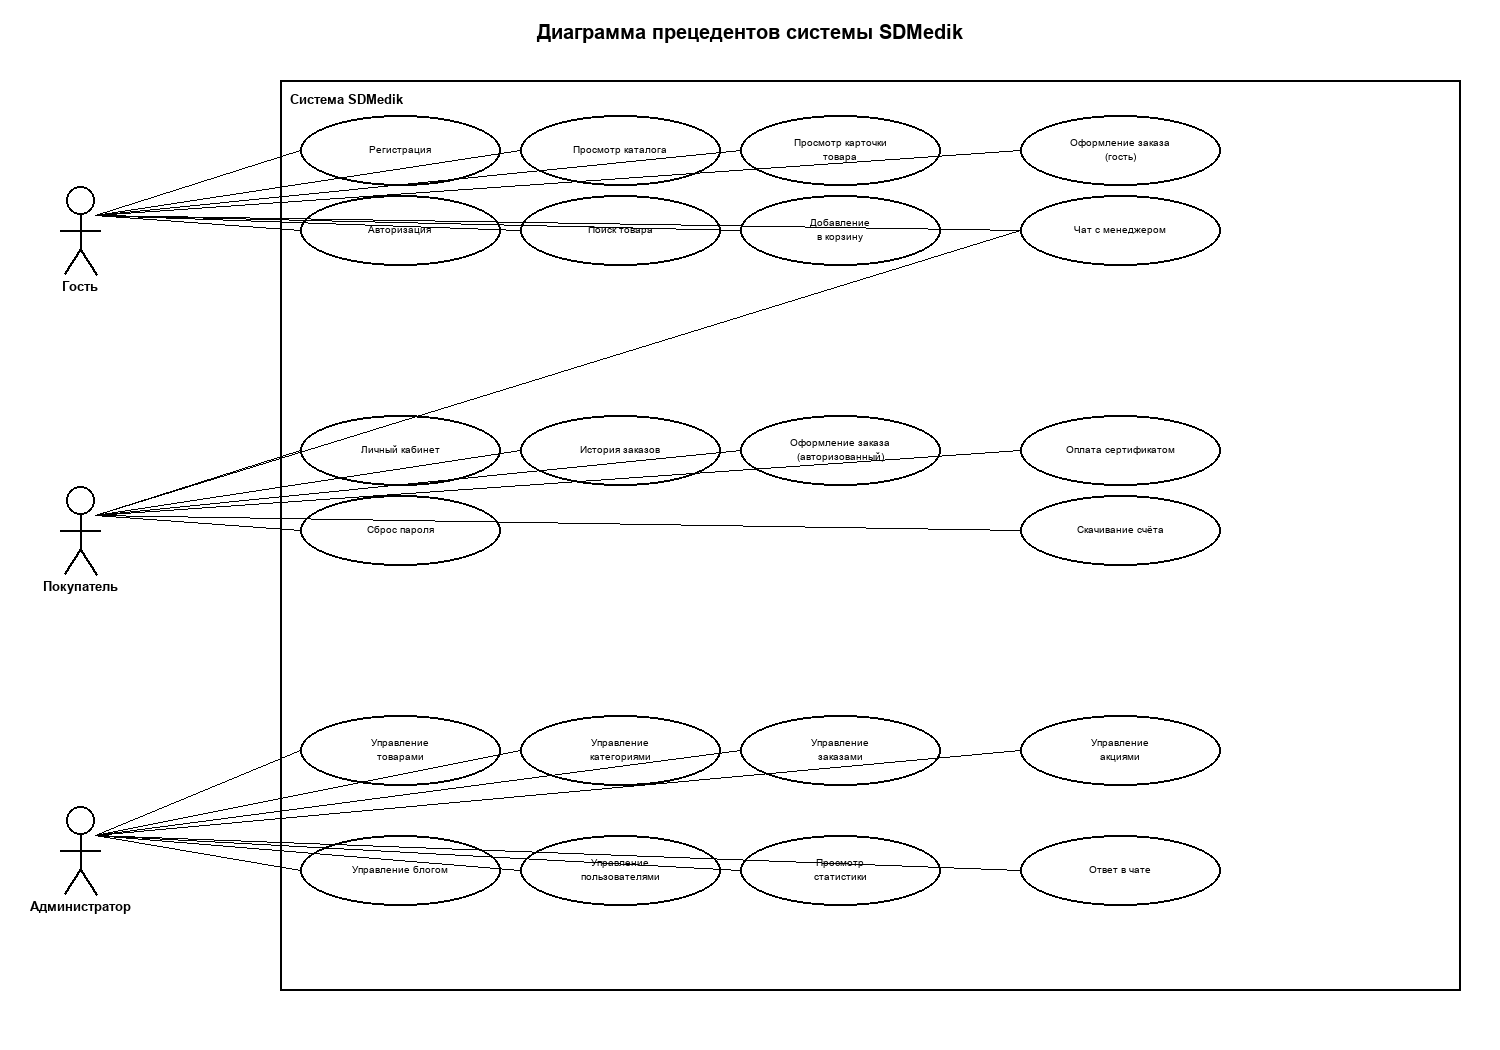 Диаграмма прецедентов системы SDMedik
Система SDMedik
Регистрация
Просмотр каталога
Просмотр карточки
товара
Оформление заказа
(гость)
Авторизация
Поиск товара
Добавление
в корзину
Чат с менеджером
Гость
Личный кабинет
История заказов
Оформление заказа
(авторизованный)
Оплата сертификатом
Сброс пароля
Скачивание счёта
Покупатель
Управление
товарами
Управление
категориями
Управление
заказами
Управление
акциями
Управление блогом
Управление
пользователями
Просмотр
статистики
Ответ в чате
Администратор